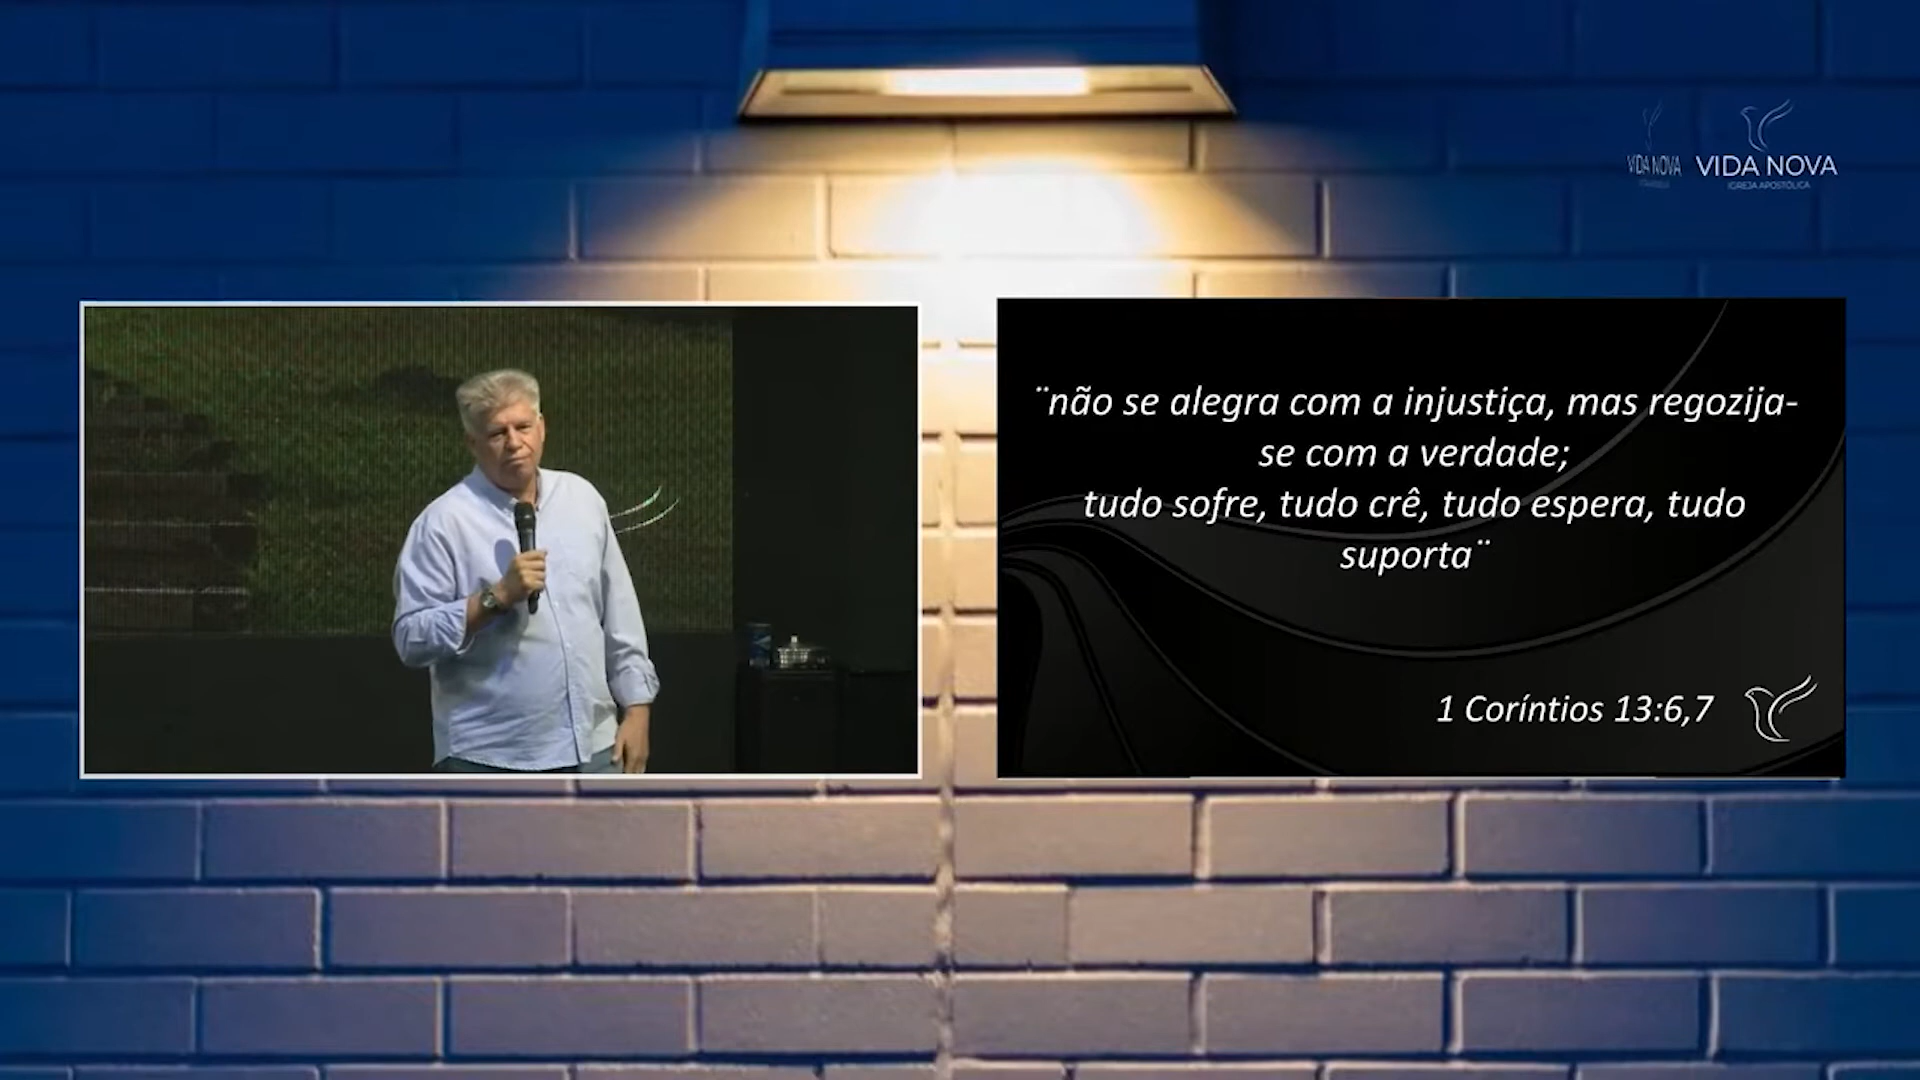 VIDA NOVA
VIDA NOVA
IGREJA APOSTÓLICA
¨não se alegra com a injustiça, mas regozija-
se com a verdade;
tudo sofre, tudo crê, tudo espera, tudo
suporta¨
1 Coríntios 13:6,7